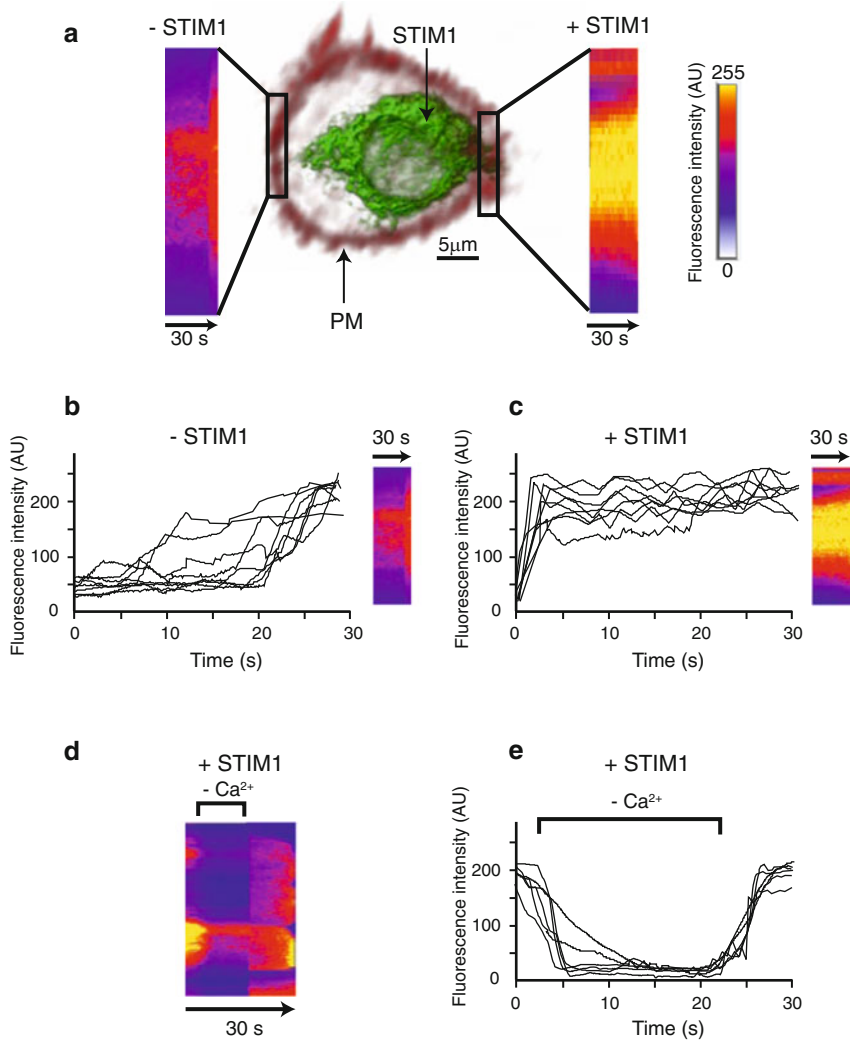 a
- STIM1
STIM1
+ STIM1
255
Fluorescence intensity (AU)
0
5μm
PM
30 s
30 s
b
- STIM1
30 s
Fluorescence intensity (AU)
200
100
0
0
10
20
30
Time (s)
c
+ STIM1
30 s
Fluorescence intensity (AU)
200
100
0
0
10
20
30
Time (s)
d
+ STIM1
- Ca²⁺
30 s
e
+ STIM1
- Ca²⁺
Fluorescence intensity (AU)
200
100
0
0
10
20
30
Time (s)